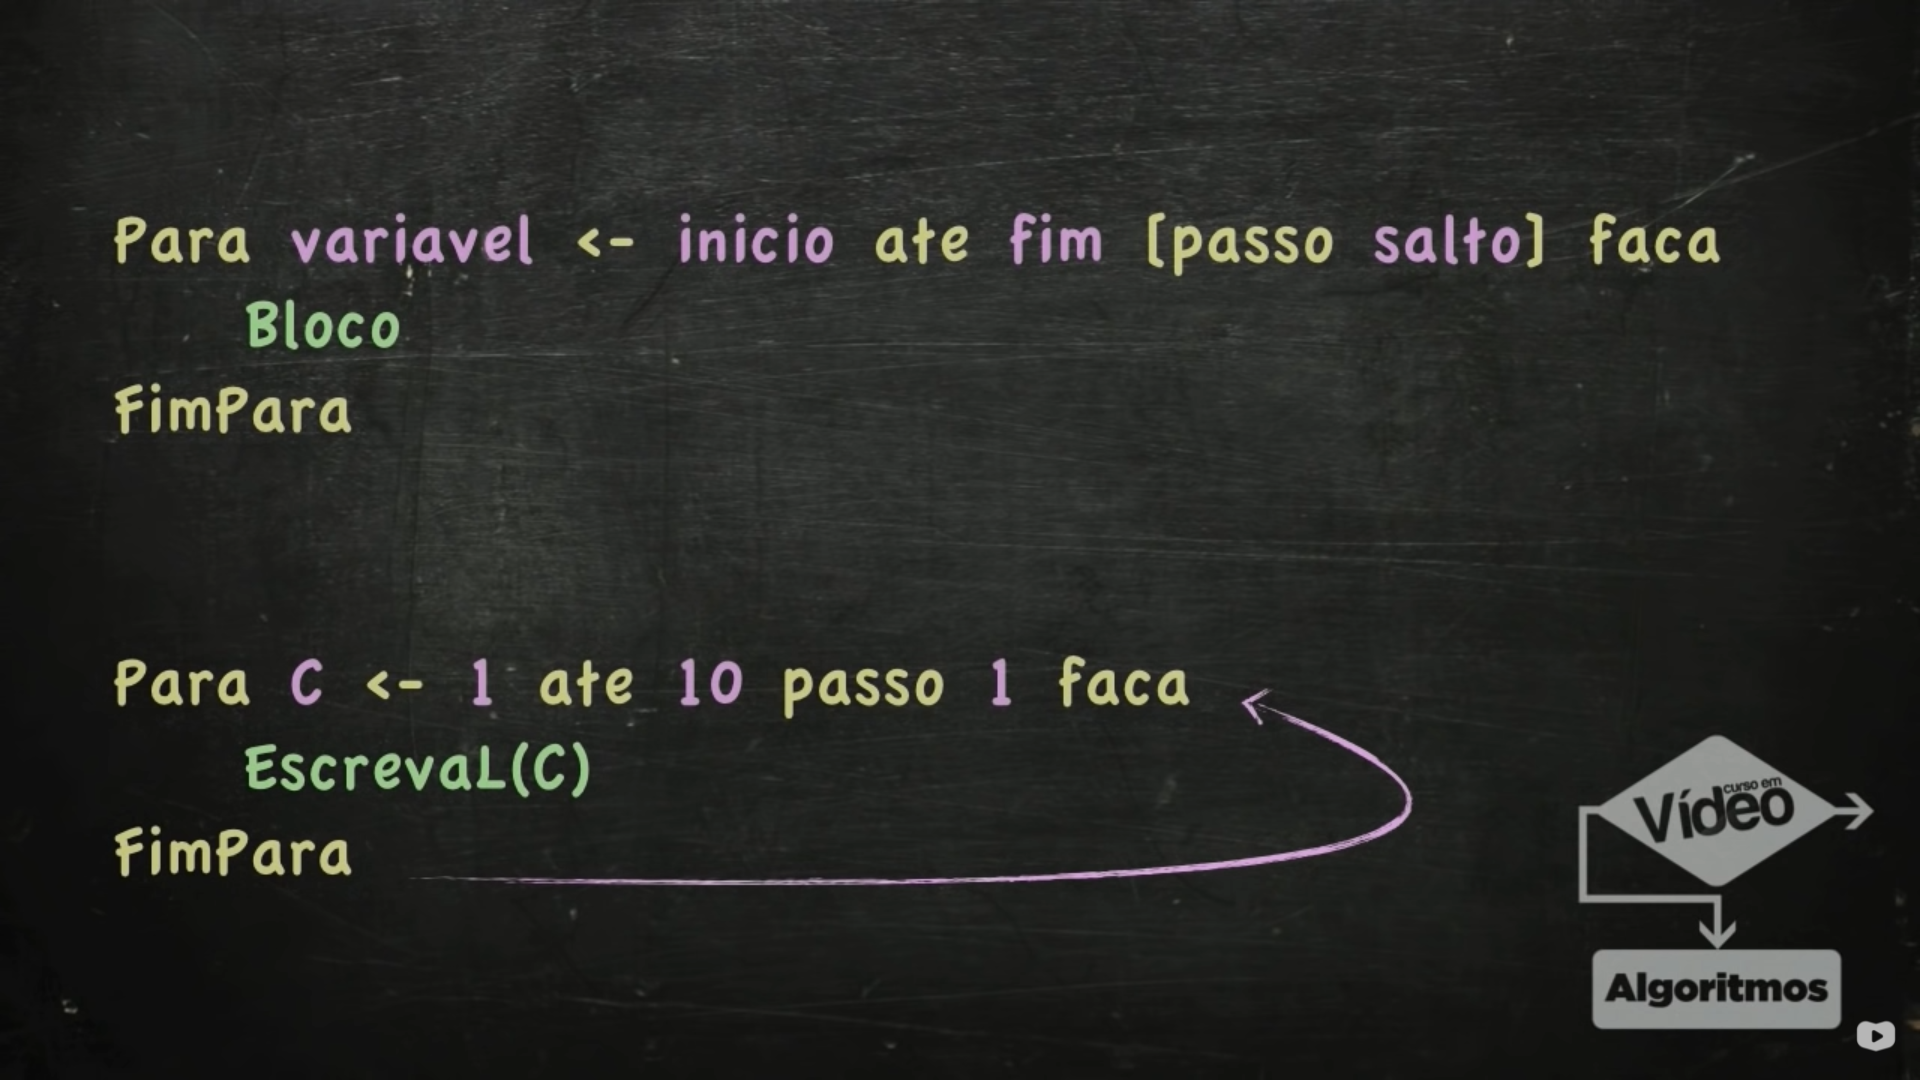 Para variavel <- inicio ate fim [passo salto] faca
Bloco
FimPara
Para C <- 1 ate 10 passo 1 faca
EscrevaL(C)
FimPara
curso em
Vídeo
Algoritmos